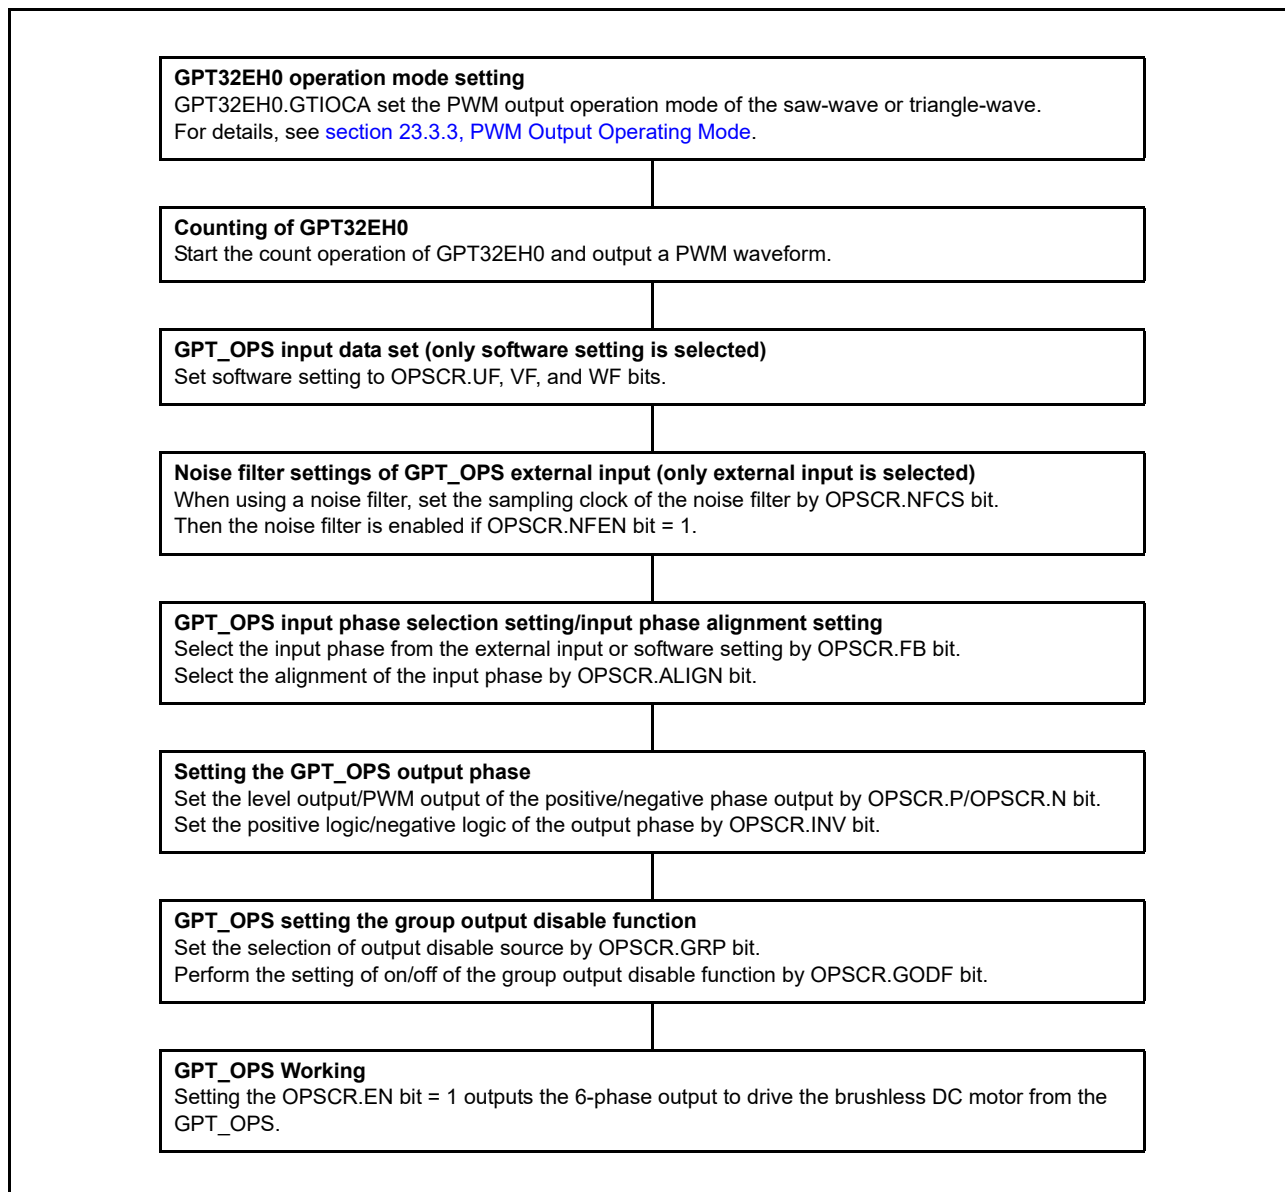 GPT32EH0 operation mode setting
GPT32EH0.GTIOCA set the PWM output operation mode of the saw-wave or triangle-wave.
For details, see section 23.3.3, PWM Output Operating Mode.
Counting of GPT32EH0
Start the count operation of GPT32EH0 and output a PWM waveform.
GPT_OPS input data set (only software setting is selected)
Set software setting to OPSCR.UF, VF, and WF bits.
Noise filter settings of GPT_OPS external input (only external input is selected)
When using a noise filter, set the sampling clock of the noise filter by OPSCR.NFCS bit.
Then the noise filter is enabled if OPSCR.NFEN bit = 1.
GPT_OPS input phase selection setting/input phase alignment setting
Select the input phase from the external input or software setting by OPSCR.FB bit.
Select the alignment of the input phase by OPSCR.ALIGN bit.
Setting the GPT_OPS output phase
Set the level output/PWM output of the positive/negative phase output by OPSCR.P/OPSCR.N bit.
Set the positive logic/negative logic of the output phase by OPSCR.INV bit.
GPT_OPS setting the group output disable function
Set the selection of output disable source by OPSCR.GRP bit.
Perform the setting of on/off of the group output disable function by OPSCR.GODF bit.
GPT_OPS Working
Setting the OPSCR.EN bit = 1 outputs the 6-phase output to drive the brushless DC motor from the
GPT_OPS.